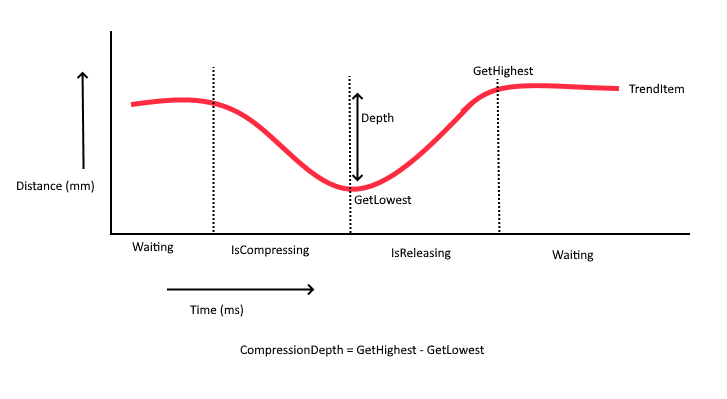 GetHighest
TrendItem
Depth
Distance (mm)
GetLowest
Waiting
IsCompressing
IsReleasing
Waiting
Time (ms)
CompressionDepth = GetHighest - GetLowest